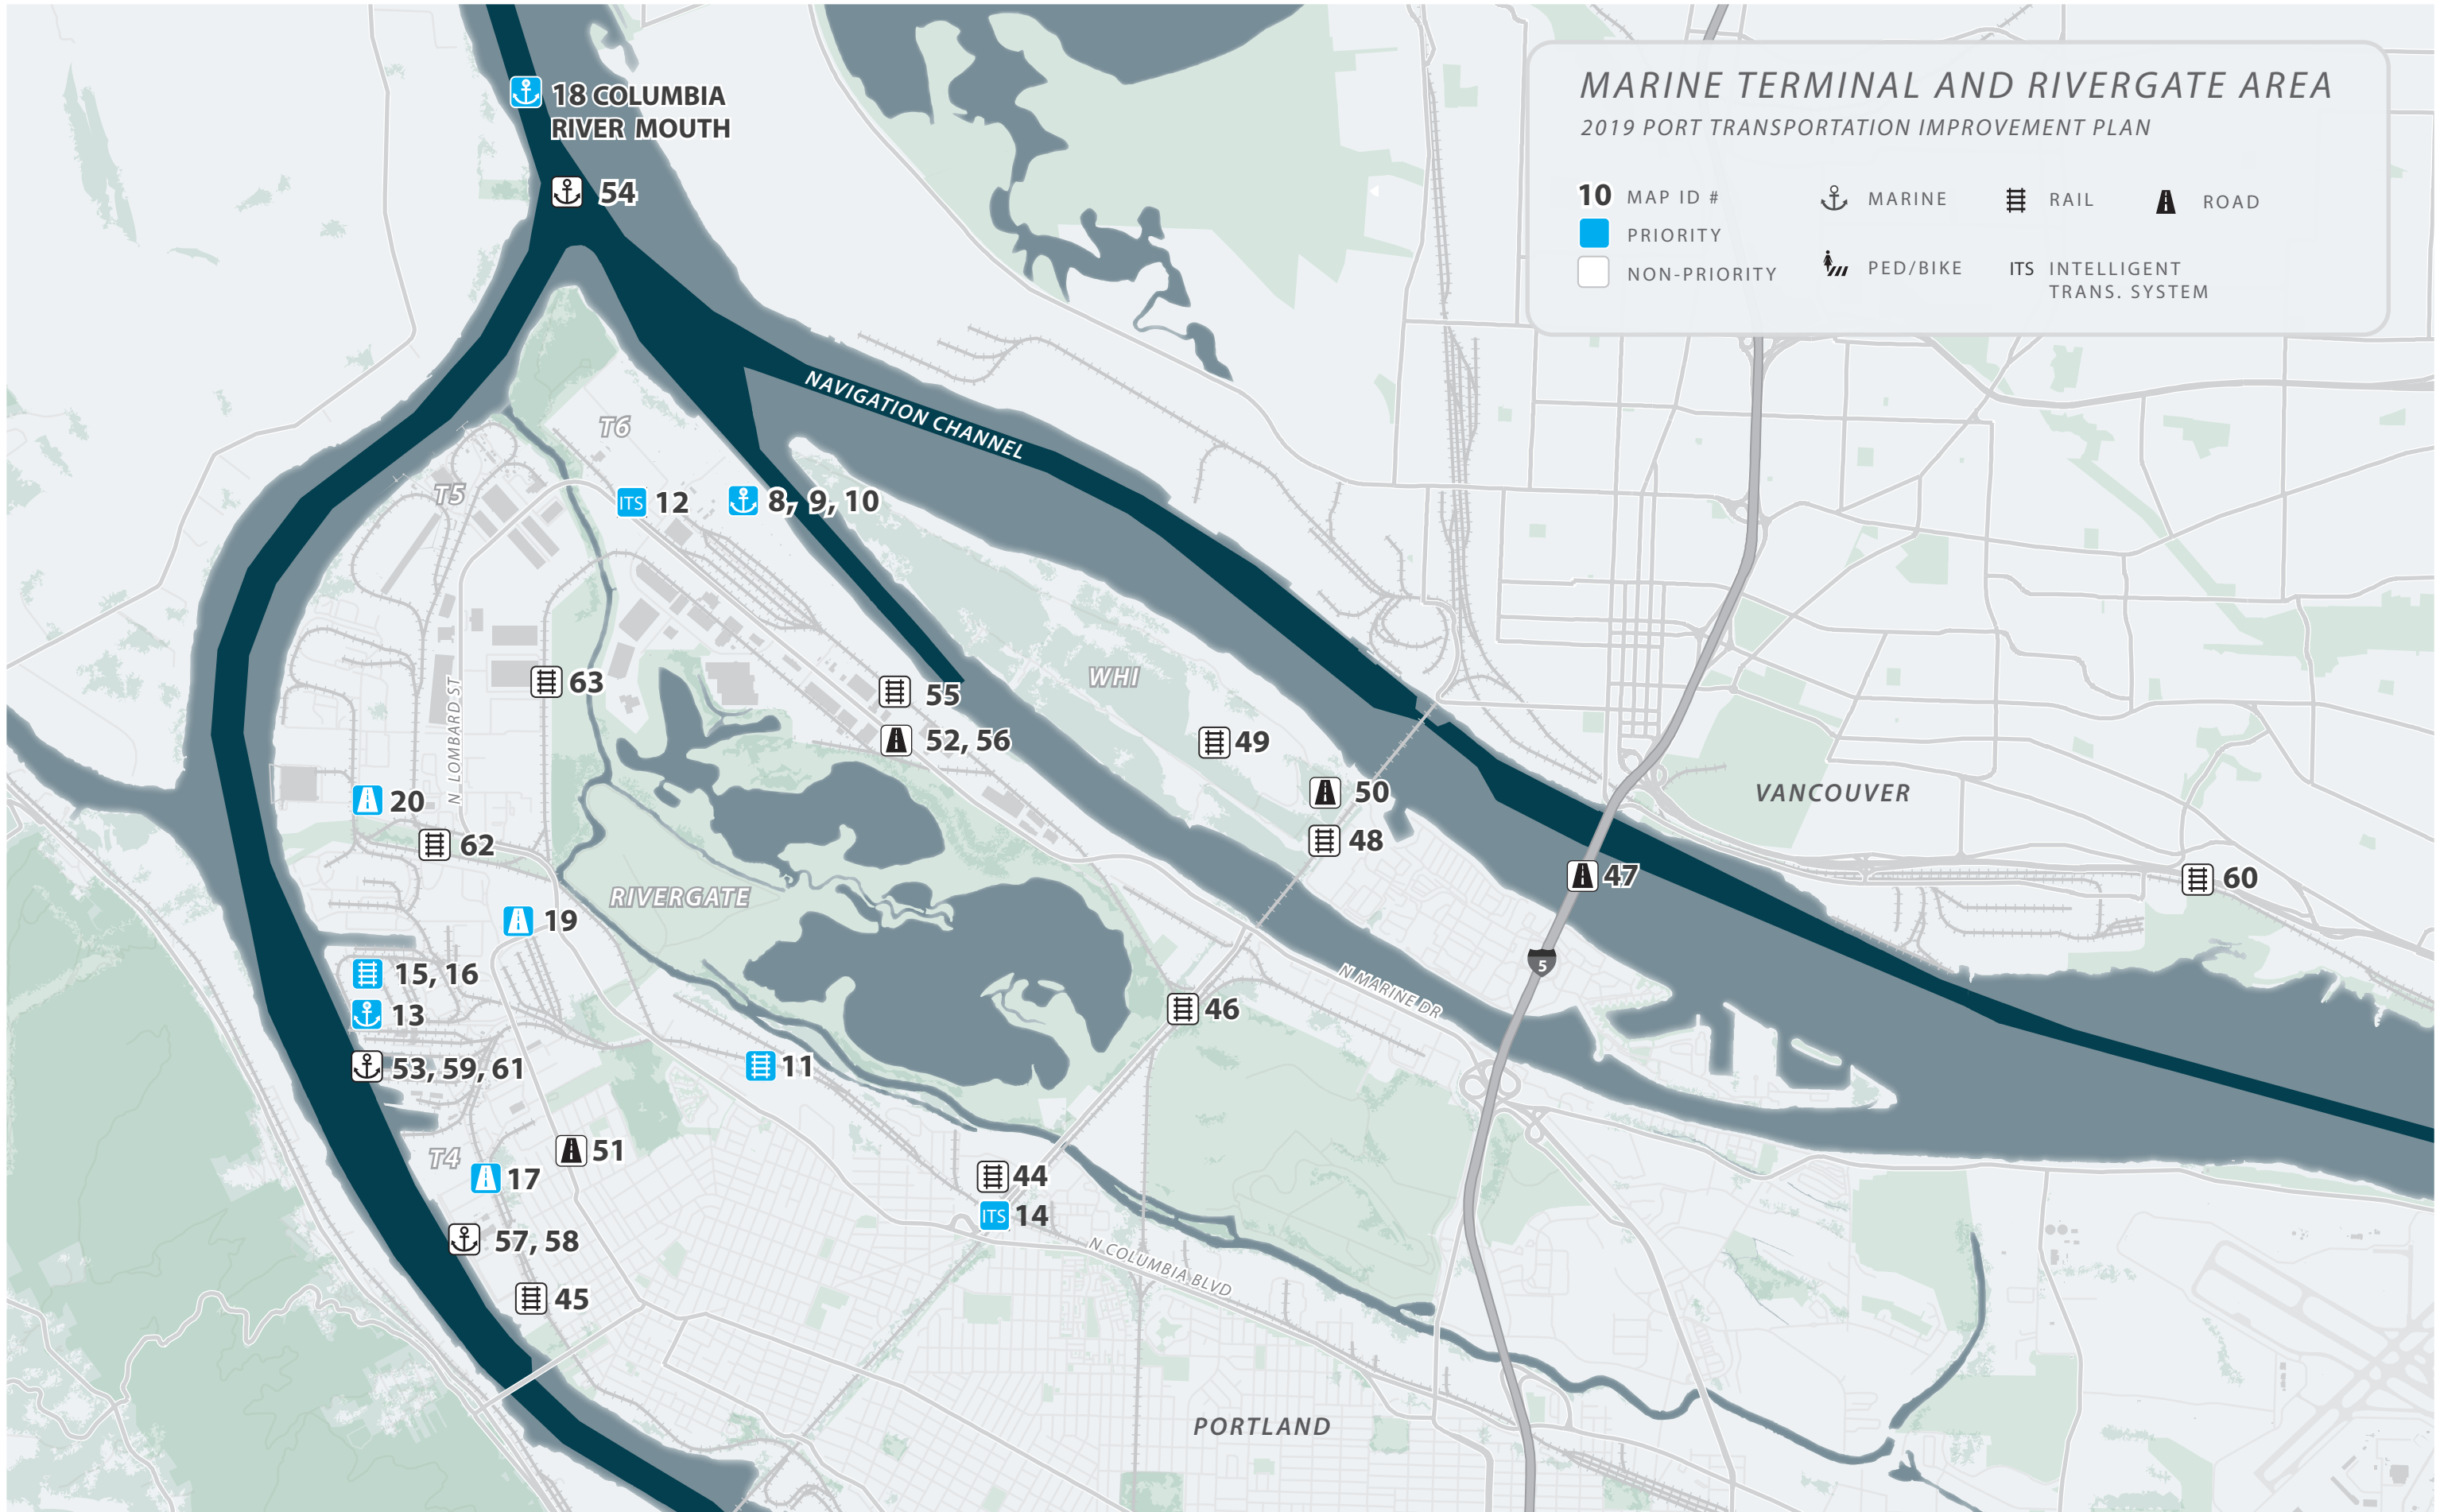 MARINE TERMINAL AND RIVERGATE AREA
2019 PORT TRANSPORTATION IMPROVEMENT PLAN
10 MAP ID #
MARINE
RAIL
ROAD
PRIORITY
NON-PRIORITY
PED/BIKE
ITS INTELLIGENT
TRANS. SYSTEM
18 COLUMBIA
RIVER MOUTH
54
NAVIGATION CHANNEL
T6
T5
ITS 12
8, 9, 10
63
N LOMBARD ST
55
WHI
52, 56
49
50
VANCOUVER
20
62
48
47
60
RIVERGATE
19
5
15, 16
N MARINE DR
13
46
53, 59, 61
11
51
T4
17
44
ITS 14
57, 58
N COLUMBIA BLVD
45
PORTLAND